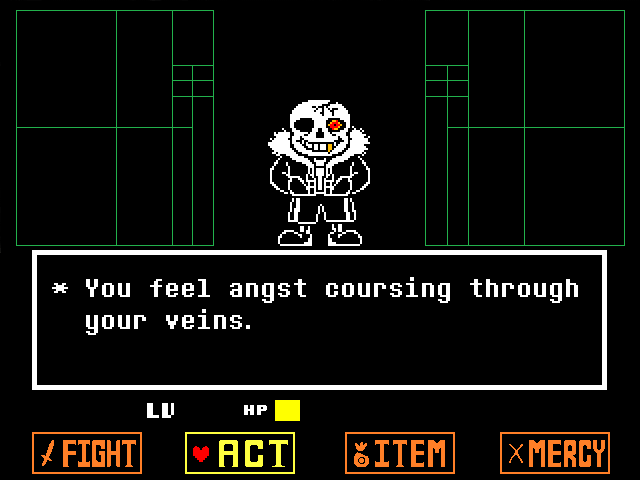 * You feel angst coursing through
your veins.
LV HP
FIGHT ACT ITEM MERCY